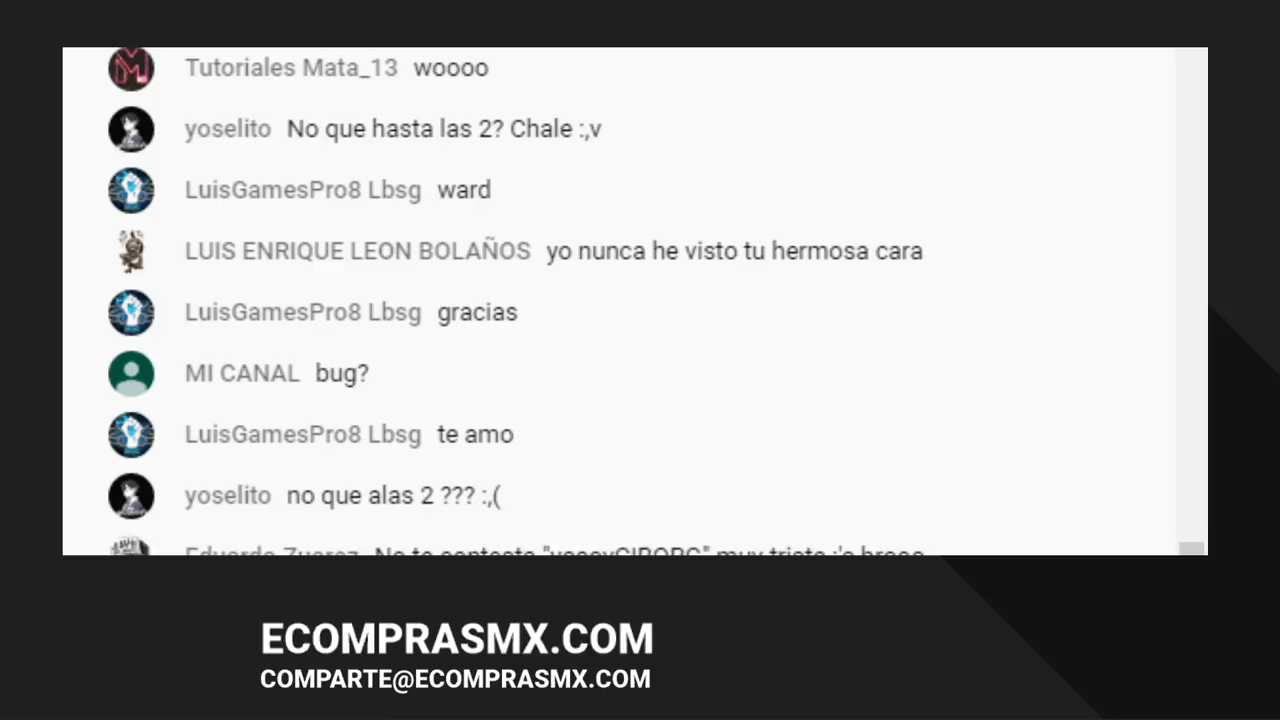 Tutoriales Mata_13 woooo
yoselito No que hasta las 2? Chale :,v
LuisGamesPro8 Lbsg ward
LUIS ENRIQUE LEON BOLAÑOS yo nunca he visto tu hermosa cara
LuisGamesPro8 Lbsg gracias
MI CANAL bug?
LuisGamesPro8 Lbsg te amo
yoselito no que alas 2 ??? :,(
ECOMPRASMX.COM
COMPARTE@ECOMPRASMX.COM